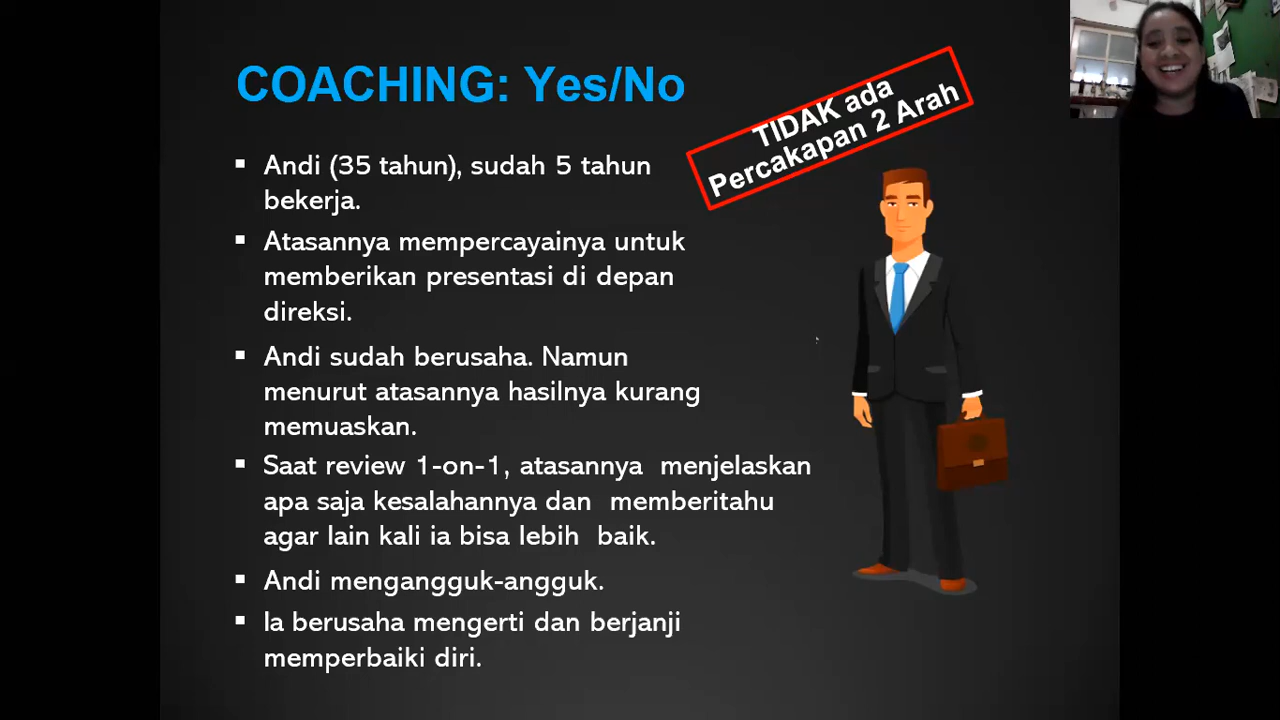 COACHING: Yes/No
TIDAK ada
Percakapan 2 Arah
▪ Andi (35 tahun), sudah 5 tahun
bekerja.
▪ Atasannya mempercayainya untuk
memberikan presentasi di depan
direksi.
▪ Andi sudah berusaha. Namun
menurut atasannya hasilnya kurang
memuaskan.
▪ Saat review 1-on-1, atasannya menjelaskan
apa saja kesalahannya dan memberitahu
agar lain kali ia bisa lebih baik.
▪ Andi mengangguk-angguk.
▪ Ia berusaha mengerti dan berjanji
memperbaiki diri.